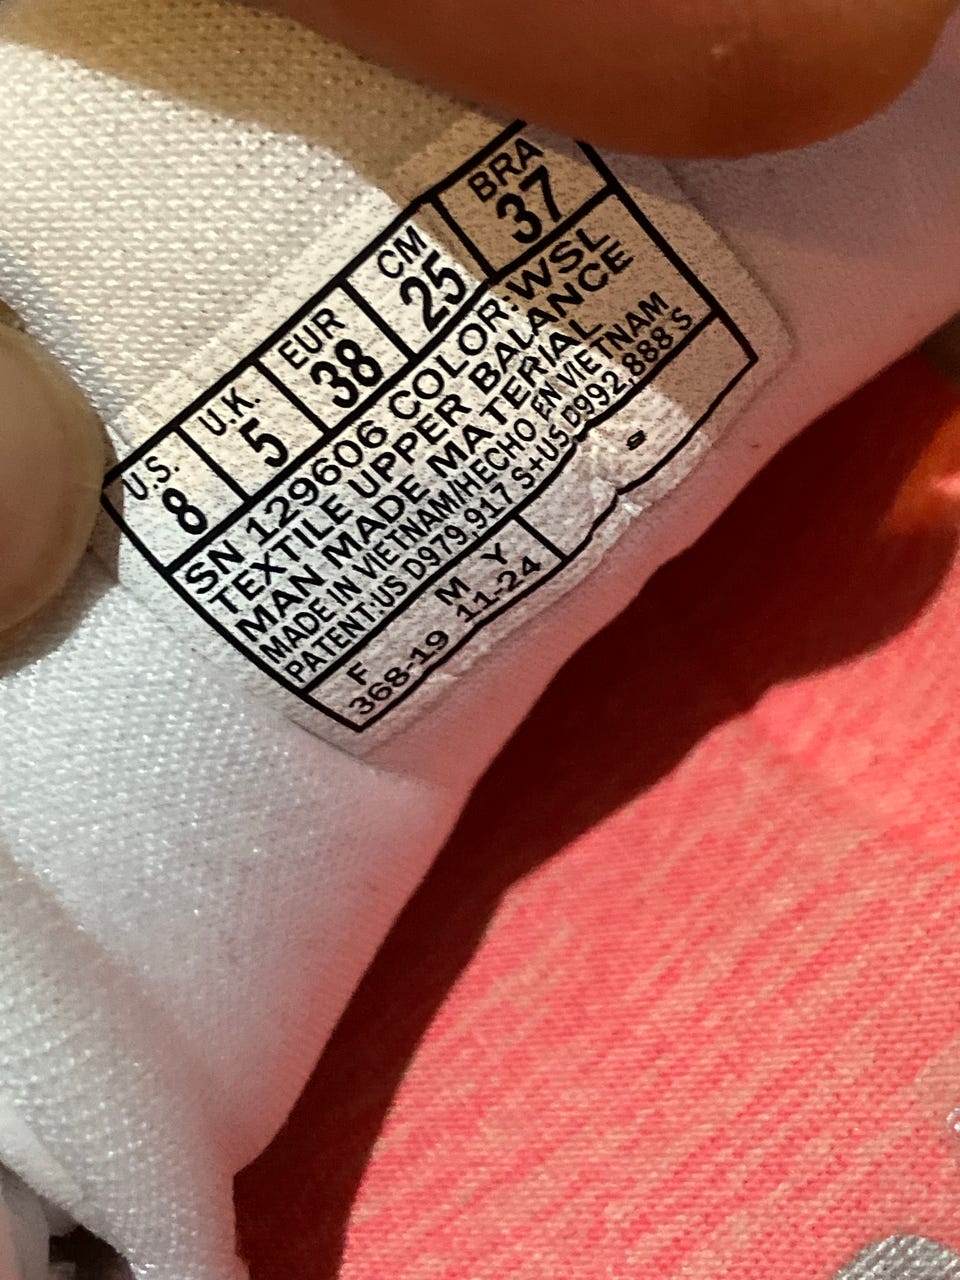 U.S. U.K. EUR CM BRA
8 5 38 25 37
SN 129606 COLOR:WSL
TEXTILE UPPER BALANCE
MAN MADE MATERIAL
MADE IN VIETNAM/HECHO EN VIETNAM
PATENT:US D979,917 S+US D992,888 S
F M Y
368-19 11-24